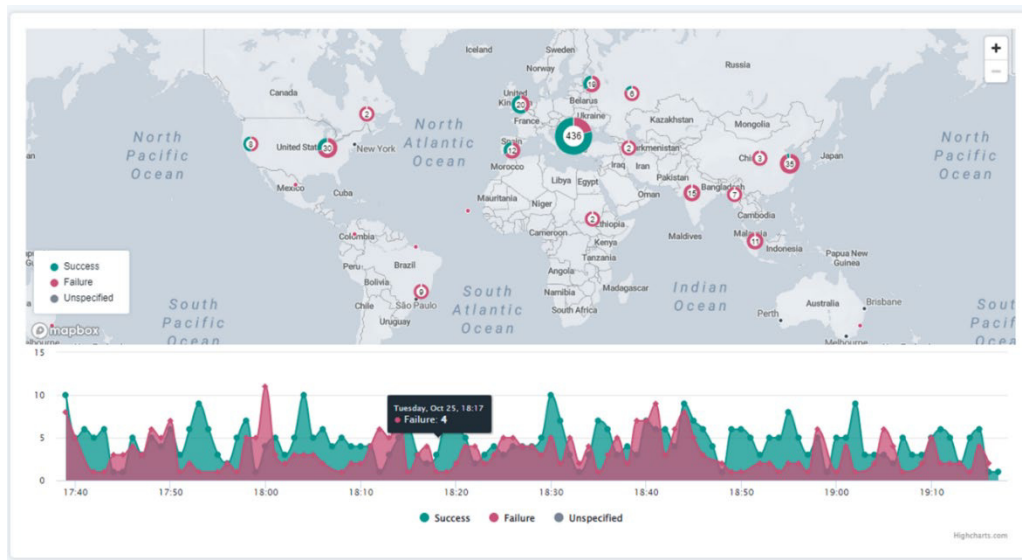 Iceland
Sweden
Norway
Russia
Canada
United Kingdom
Belarus
Ukraine
France
Kazakhstan
Mongolia
North Pacific Ocean
North Atlantic Ocean
North Pacific Ocean
United States
New York
Spain
Morocco
Iraq
Iran
Japan
Mexico
Cuba
Libya
Egypt
Pakistan
Bangladesh
Oman
Mauritania
Niger
Cambodia
Colombia
Cameroon
Ethiopia
Kenya
Maldives
Malaysia
Indonesia
Papua New Guinea
Peru
Brazil
Tanzania
Bolivia
Angola
Chile
São Paulo
Namibia
Madagascar
Uruguay
South Africa
South Pacific Ocean
South Atlantic Ocean
Indian Ocean
Australia
Brisbane
Perth
Melbourne
436
20
2
30
12
2
3
35
15
7
2
11
9
6
+
−
Success
Failure
Unspecified
mapbox
15
10
5
0
Tuesday, Oct 25, 18:17
Failure: 4
17:40 17:50 18:00 18:10 18:20 18:30 18:40 18:50 19:00 19:10
Success Failure Unspecified
Highcharts.com